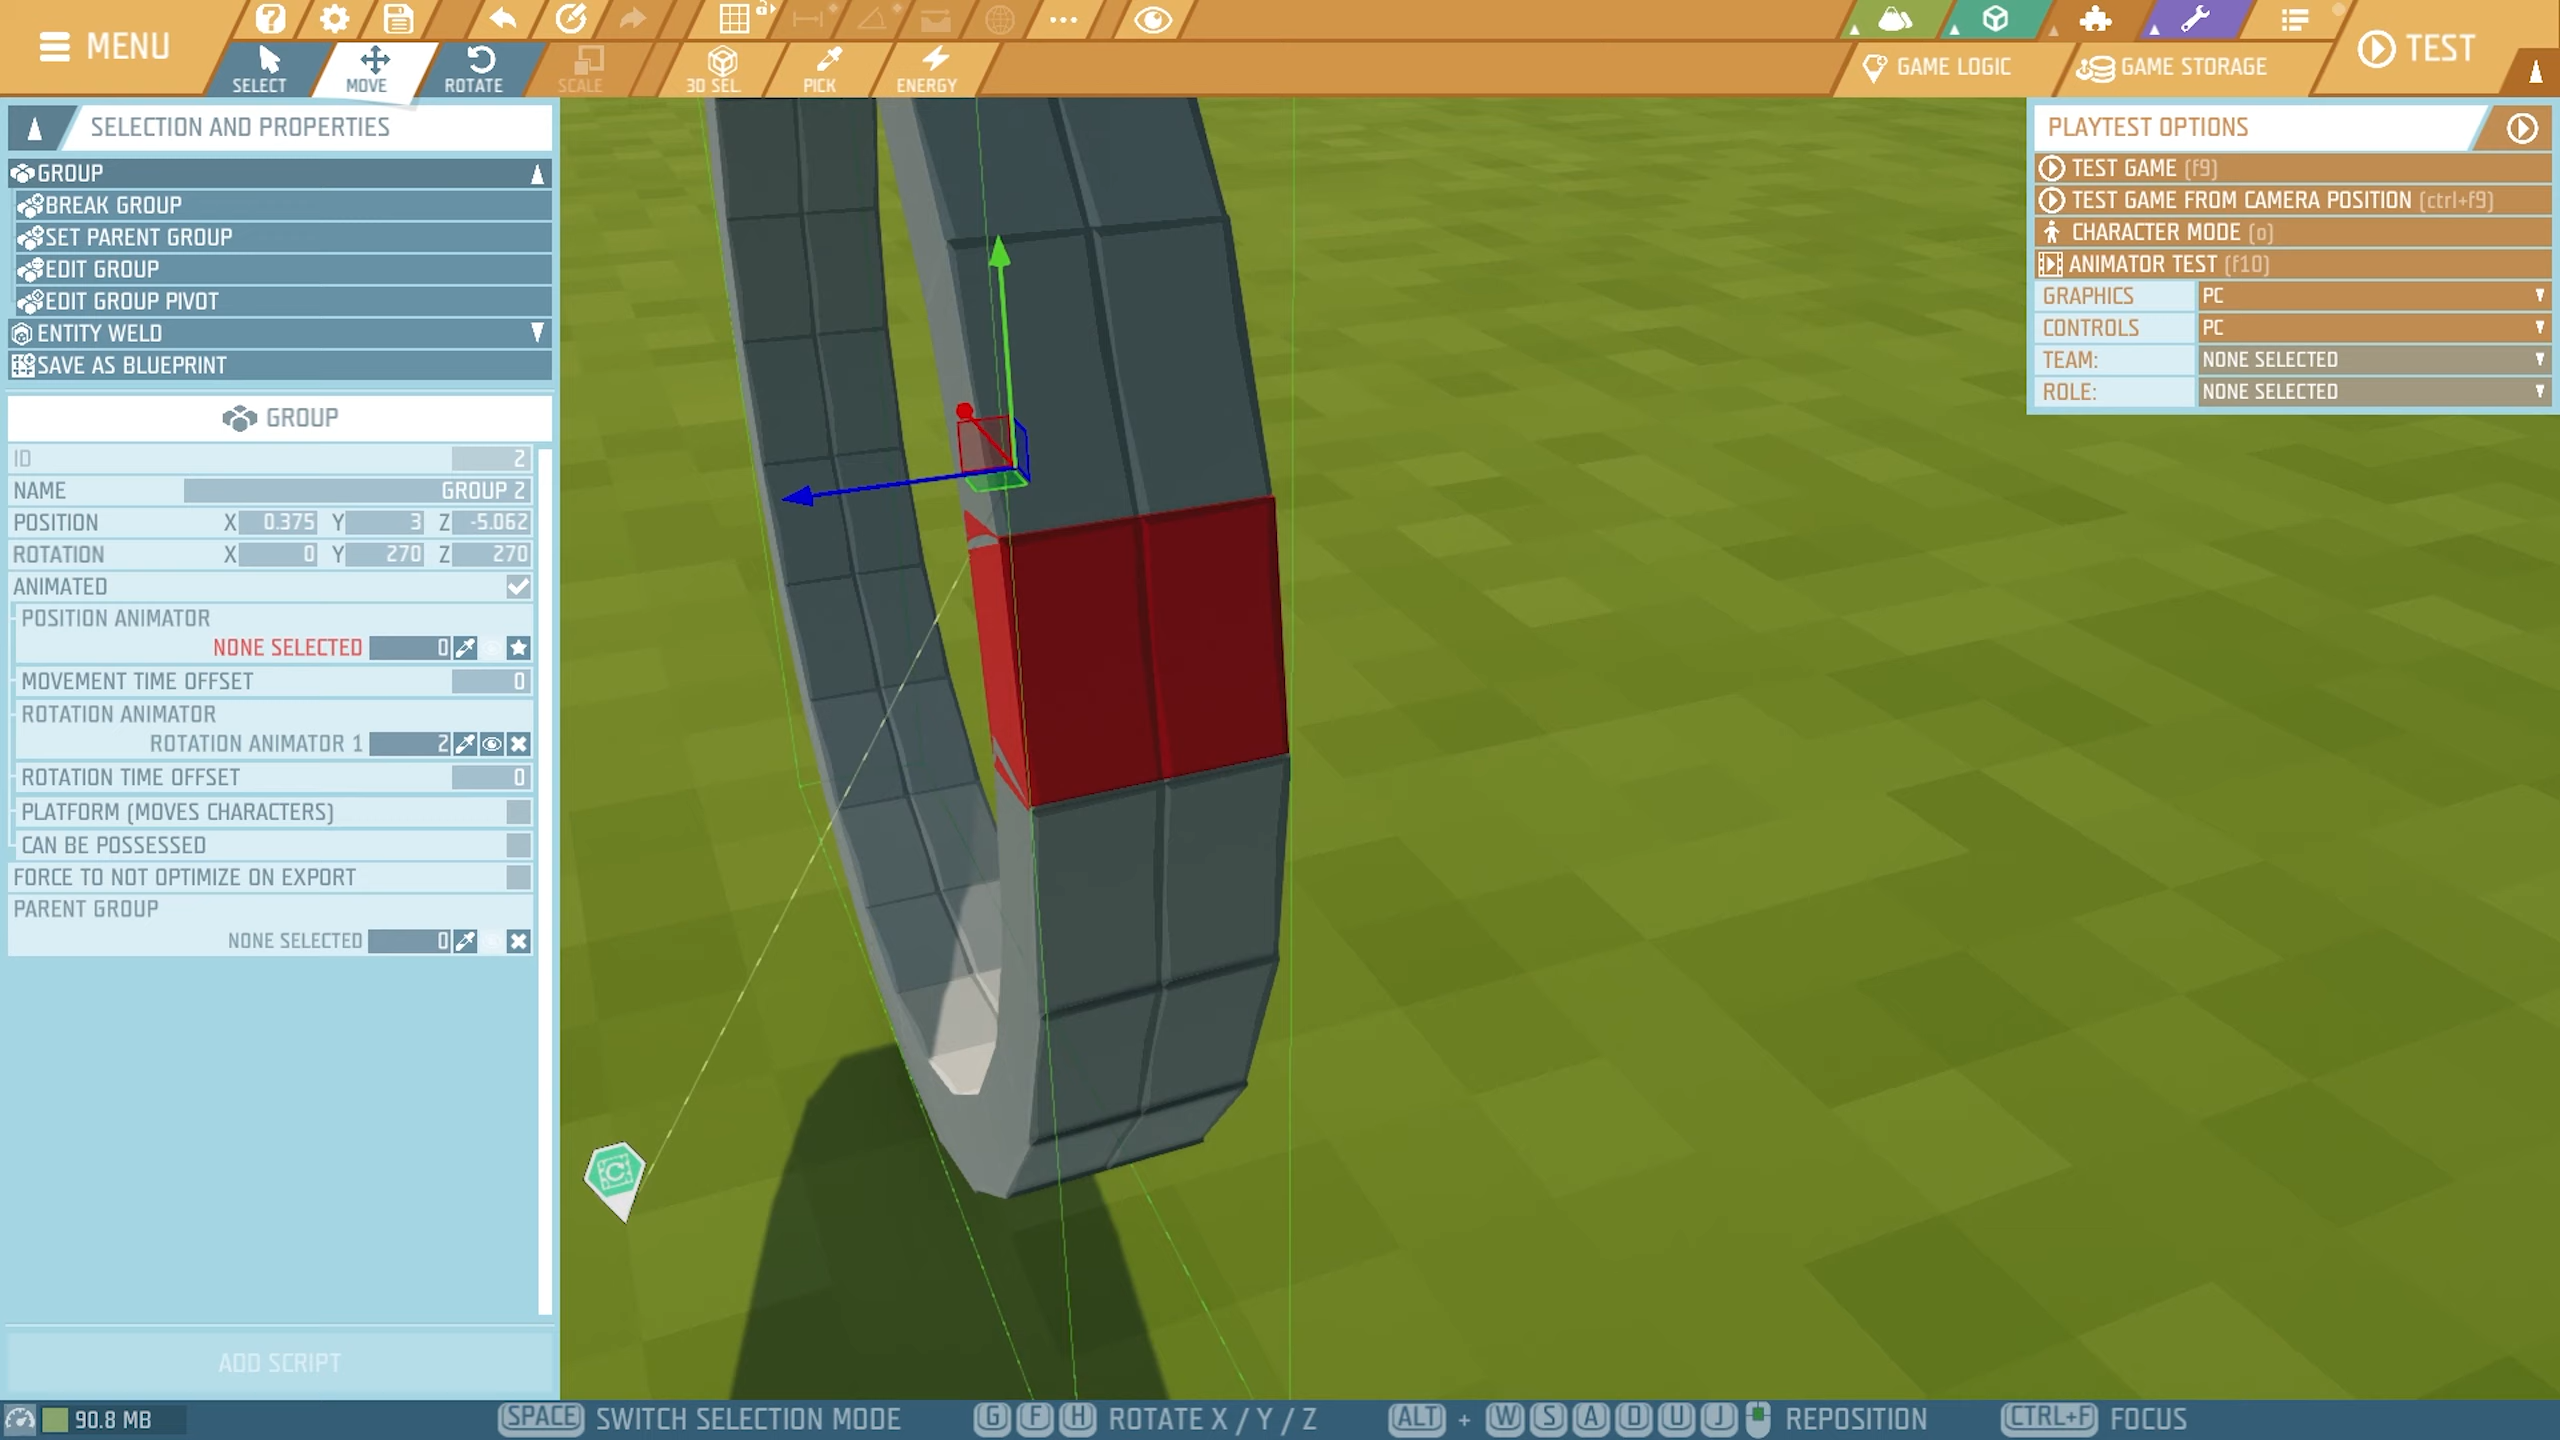 MENU
SELECT
MOVE
ROTATE
SCALE
3D SEL.
PICK
ENERGY
GAME LOGIC
GAME STORAGE
TEST
SELECTION AND PROPERTIES
GROUP
BREAK GROUP
SET PARENT GROUP
EDIT GROUP
EDIT GROUP PIVOT
ENTITY WELD
SAVE AS BLUEPRINT
GROUP
ID 2
NAME GROUP 2
POSITION X 0.375 Y 3 Z -5.062
ROTATION X 0 Y 270 Z 270
ANIMATED
POSITION ANIMATOR
NONE SELECTED 0
MOVEMENT TIME OFFSET 0
ROTATION ANIMATOR
ROTATION ANIMATOR 1 2
ROTATION TIME OFFSET 0
PLATFORM (MOVES CHARACTERS)
CAN BE POSSESSED
FORCE TO NOT OPTIMIZE ON EXPORT
PARENT GROUP
NONE SELECTED 0
ADD SCRIPT
PLAYTEST OPTIONS
TEST GAME (f9)
TEST GAME FROM CAMERA POSITION (ctrl+f9)
CHARACTER MODE (o)
ANIMATOR TEST (f10)
GRAPHICS PC
CONTROLS PC
TEAM: NONE SELECTED
ROLE: NONE SELECTED
90.8 MB
SPACE SWITCH SELECTION MODE
G F H ROTATE X / Y / Z
ALT + W S A D U J REPOSITION
CTRL+F FOCUS